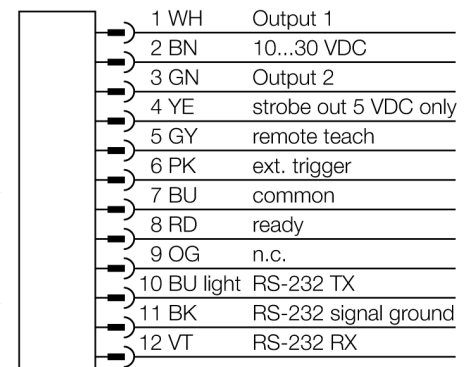 1 WH Output 1
2 BN 10...30 VDC
3 GN Output 2
4 YE strobe out 5 VDC only
5 GY remote teach
6 PK ext. trigger
7 BU common
8 RD ready
9 OG n.c.
10 BU light RS-232 TX
11 BK RS-232 signal ground
12 VT RS-232 RX